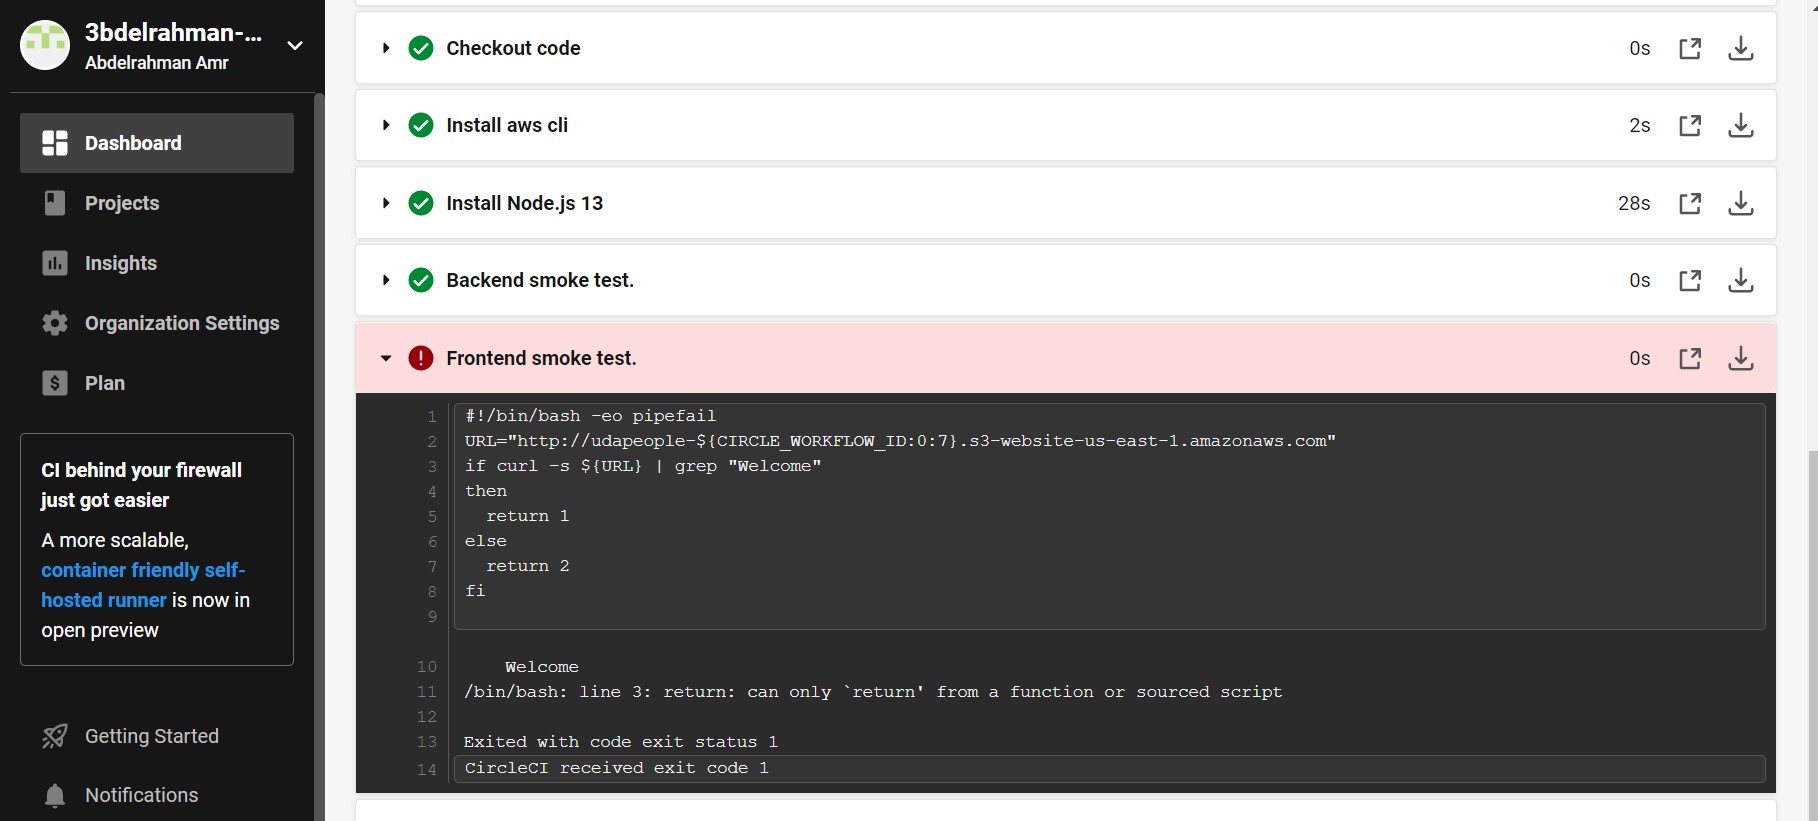 3bdelrahman-...
Abdelrahman Amr
Dashboard
Projects
Insights
Organization Settings
Plan
CI behind your firewall
just got easier
A more scalable,
container friendly self-
hosted runner is now in
open preview
Getting Started
Notifications
Checkout code 0s
Install aws cli 2s
Install Node.js 13 28s
Backend smoke test. 0s
Frontend smoke test. 0s
1 #!/bin/bash -eo pipefail
2 URL="http://udapeople-${CIRCLE_WORKFLOW_ID:0:7}.s3-website-us-east-1.amazonaws.com"
3 if curl -s ${URL} | grep "Welcome"
4 then
5   return 1
6 else
7   return 2
8 fi
9
10     Welcome
11 /bin/bash: line 3: return: can only `return' from a function or sourced script
12
13 Exited with code exit status 1
14 CircleCI received exit code 1